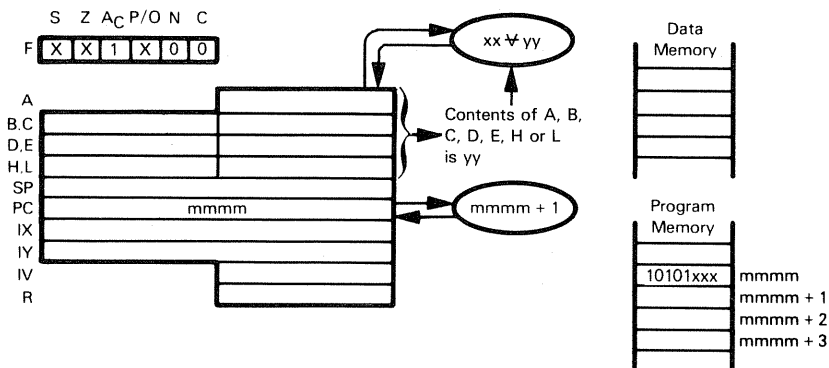 S Z AC P/O N C
F X X 1 X 0 0
xx ⊻ yy
Data
Memory
A
B.C
D,E
H.L
SP
PC mmmm
IX
IY
IV
R
Contents of A, B,
C, D, E, H or L
is yy
mmmm + 1
Program
Memory
10101xxx mmmm
mmmm + 1
mmmm + 2
mmmm + 3